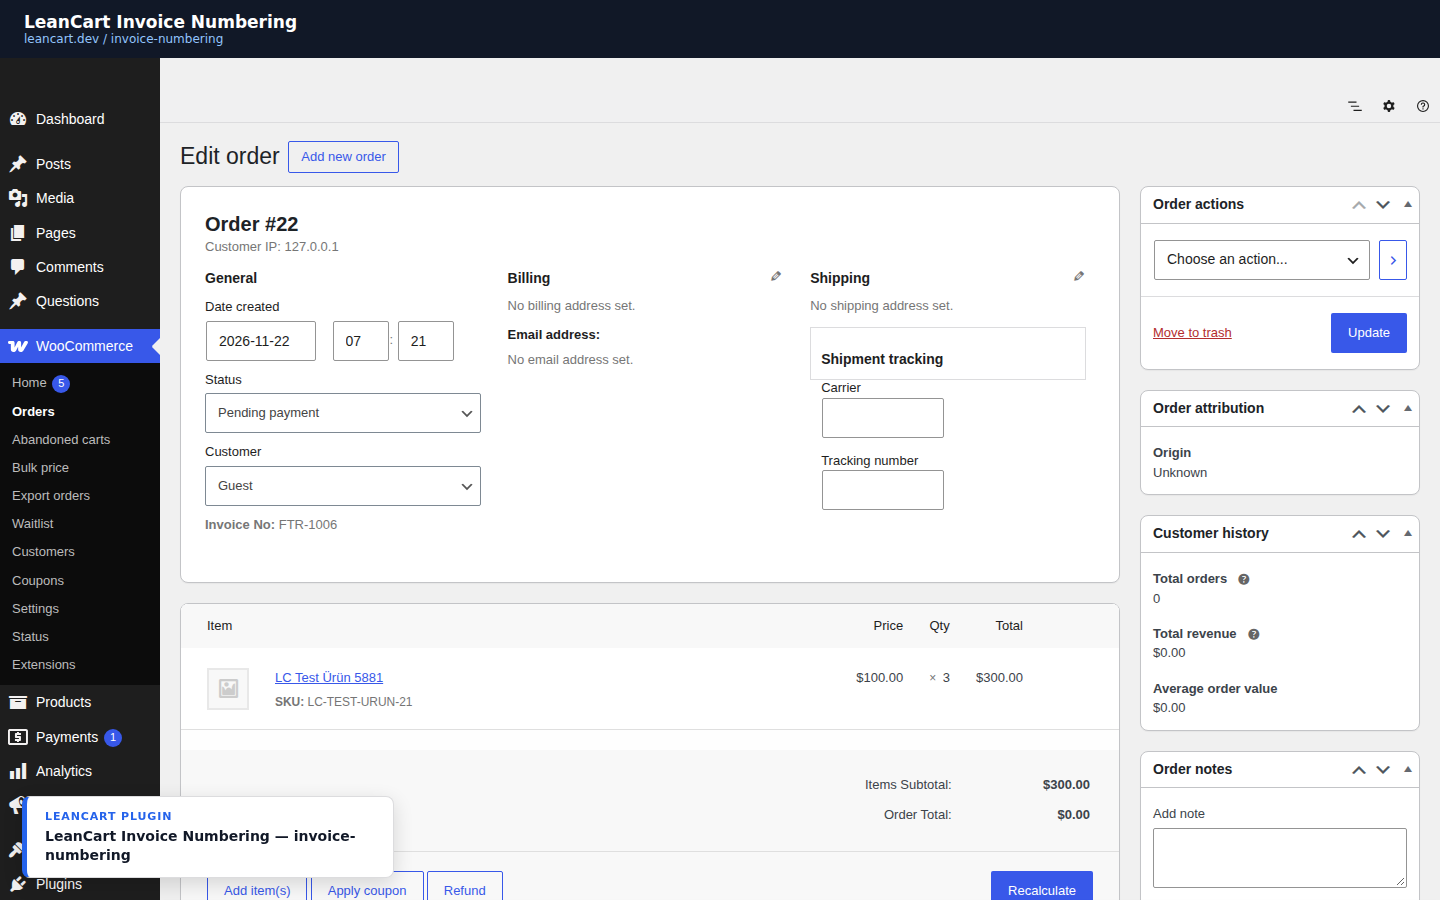 LeanCart Invoice Numbering
leancart.dev / invoice-numbering
Dashboard
Posts
Media
Pages
Comments
Questions
WooCommerce
Home 5
Orders
Abandoned carts
Bulk price
Export orders
Waitlist
Customers
Coupons
Settings
Status
Extensions
Products
Payments 1
Analytics
Plugins
LEANCART PLUGIN
LeanCart Invoice Numbering — invoice-
numbering
Edit order
Add new order
Order #22
Customer IP: 127.0.0.1
General
Date created
2026-11-22 07 : 21
Status
Pending payment
Customer
Guest
Invoice No: FTR-1006
Billing
No billing address set.
Email address:
No email address set.
Shipping
No shipping address set.
Shipment tracking
Carrier
Tracking number
Item Price Qty Total
LC Test Ürün 5881 $100.00 × 3 $300.00
SKU: LC-TEST-URUN-21
Items Subtotal: $300.00
Order Total: $0.00
Add item(s) Apply coupon Refund Recalculate
Order actions
Choose an action...
Move to trash Update
Order attribution
Origin
Unknown
Customer history
Total orders
0
Total revenue
$0.00
Average order value
$0.00
Order notes
Add note